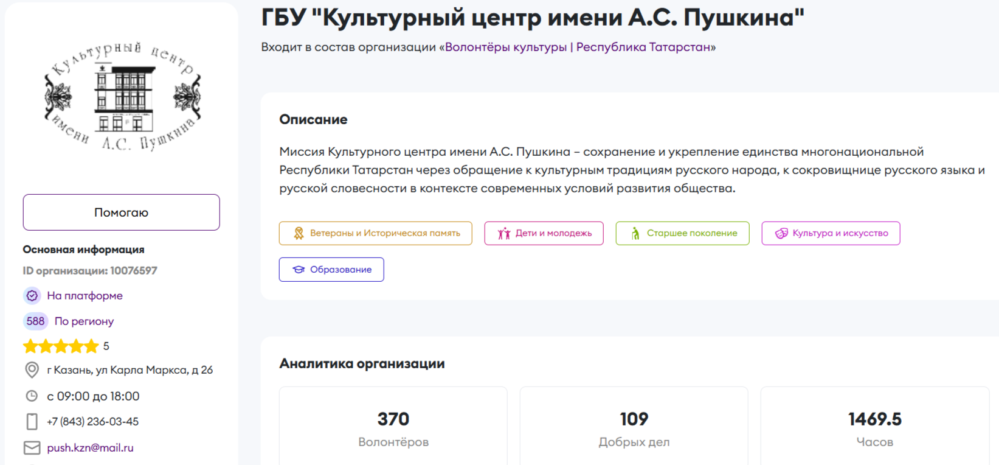 Культурный центр
имени А.С. Пушкина
Помогаю
Основная информация
ID организации: 10076597
На платформе
588 По региону
5
г Казань, ул Карла Маркса, д 26
с 09:00 до 18:00
+7 (843) 236-03-45
push.kzn@mail.ru
ГБУ "Культурный центр имени А.С. Пушкина"
Входит в состав организации «Волонтёры культуры | Республика Татарстан»
Описание
Миссия Культурного центра имени А.С. Пушкина – сохранение и укрепление единства многонациональной
Республики Татарстан через обращение к культурным традициям русского народа, к сокровищнице русского языка и
русской словесности в контексте современных условий развития общества.
Ветераны и Историческая память
Дети и молодежь
Старшее поколение
Культура и искусство
Образование
Аналитика организации
370
Волонтёров
109
Добрых дел
1469.5
Часов